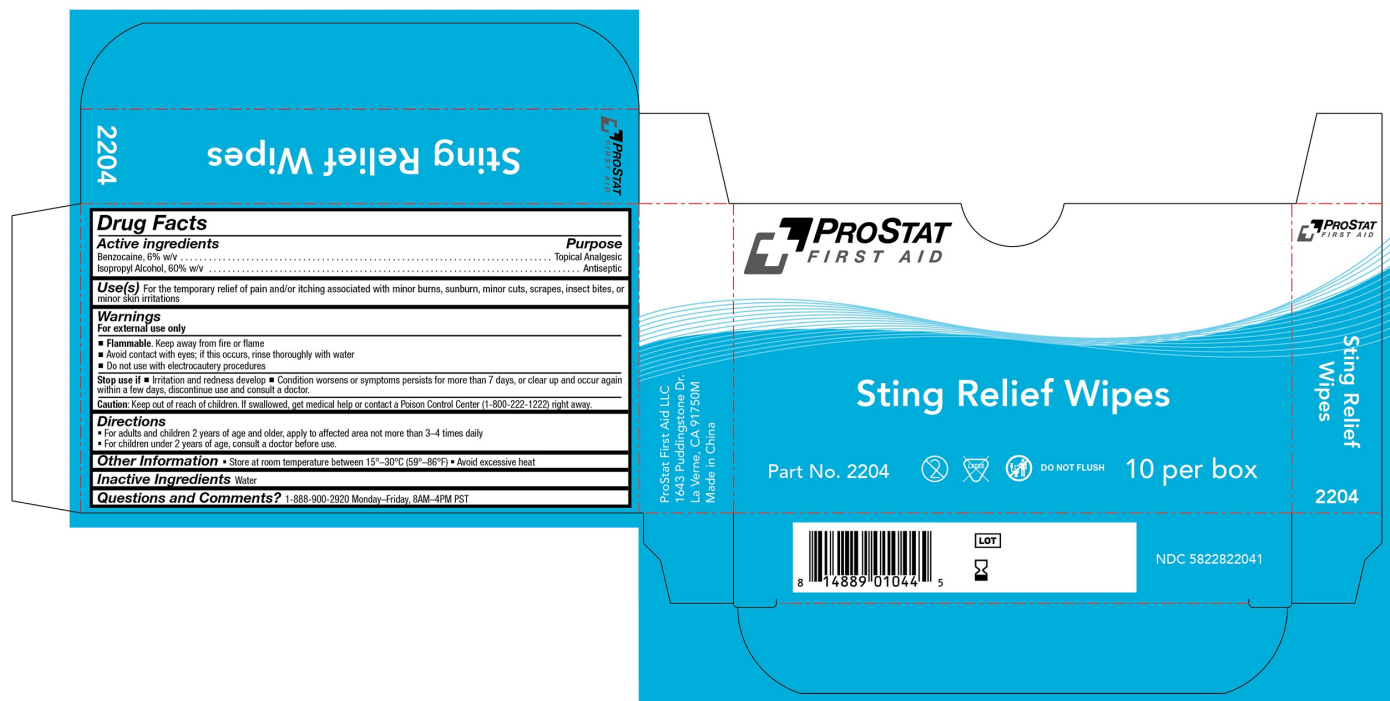 2204
Sting Relief Wipes
PROSTAT
FIRST AID
Drug Facts
Active ingredients Purpose
Benzocaine, 6% w/v ........ Topical Analgesic
Isopropyl Alcohol, 60% w/v ........ Antiseptic
Use(s) For the temporary relief of pain and/or itching associated with minor burns, sunburn, minor cuts, scrapes, insect bites, or
minor skin irritations
Warnings
For external use only
▪ Flammable. Keep away from fire or flame
▪ Avoid contact with eyes; if this occurs, rinse thoroughly with water
▪ Do not use with electrocautery procedures
Stop use if ▪ Irritation and redness develop ▪ Condition worsens or symptoms persists for more than 7 days, or clear up and occur again
within a few days, discontinue use and consult a doctor.
Caution: Keep out of reach of children. If swallowed, get medical help or contact a Poison Control Center (1-800-222-1222) right away.
Directions
▪ For adults and children 2 years of age and older, apply to affected area not more than 3–4 times daily
▪ For children under 2 years of age, consult a doctor before use.
Other Information ▪ Store at room temperature between 15°–30°C (59°–86°F) ▪ Avoid excessive heat
Inactive Ingredients Water
Questions and Comments? 1-888-900-2920 Monday–Friday, 8AM–4PM PST
ProStat First Aid LLC
1643 Puddingstone Dr.
La Verne, CA 91750M
Made in China
PROSTAT
FIRST AID
Sting Relief Wipes
Part No. 2204 2 LATEX DO NOT FLUSH 10 per box
8 14889 01044 5
LOT
NDC 5822822041
PROSTAT
FIRST AID
Sting Relief
Wipes
2204